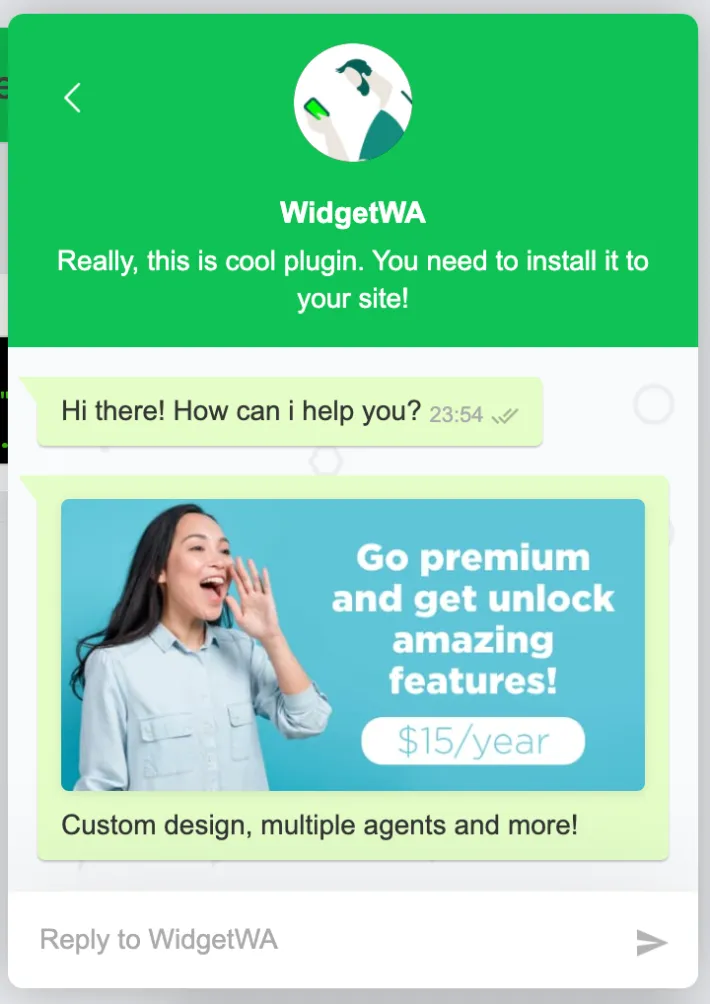 WidgetWA
Really, this is cool plugin. You need to install it to
your site!
Hi there! How can i help you? 23:54
Go premium
and get unlock
amazing
features!
$15/year
Custom design, multiple agents and more!
Reply to WidgetWA